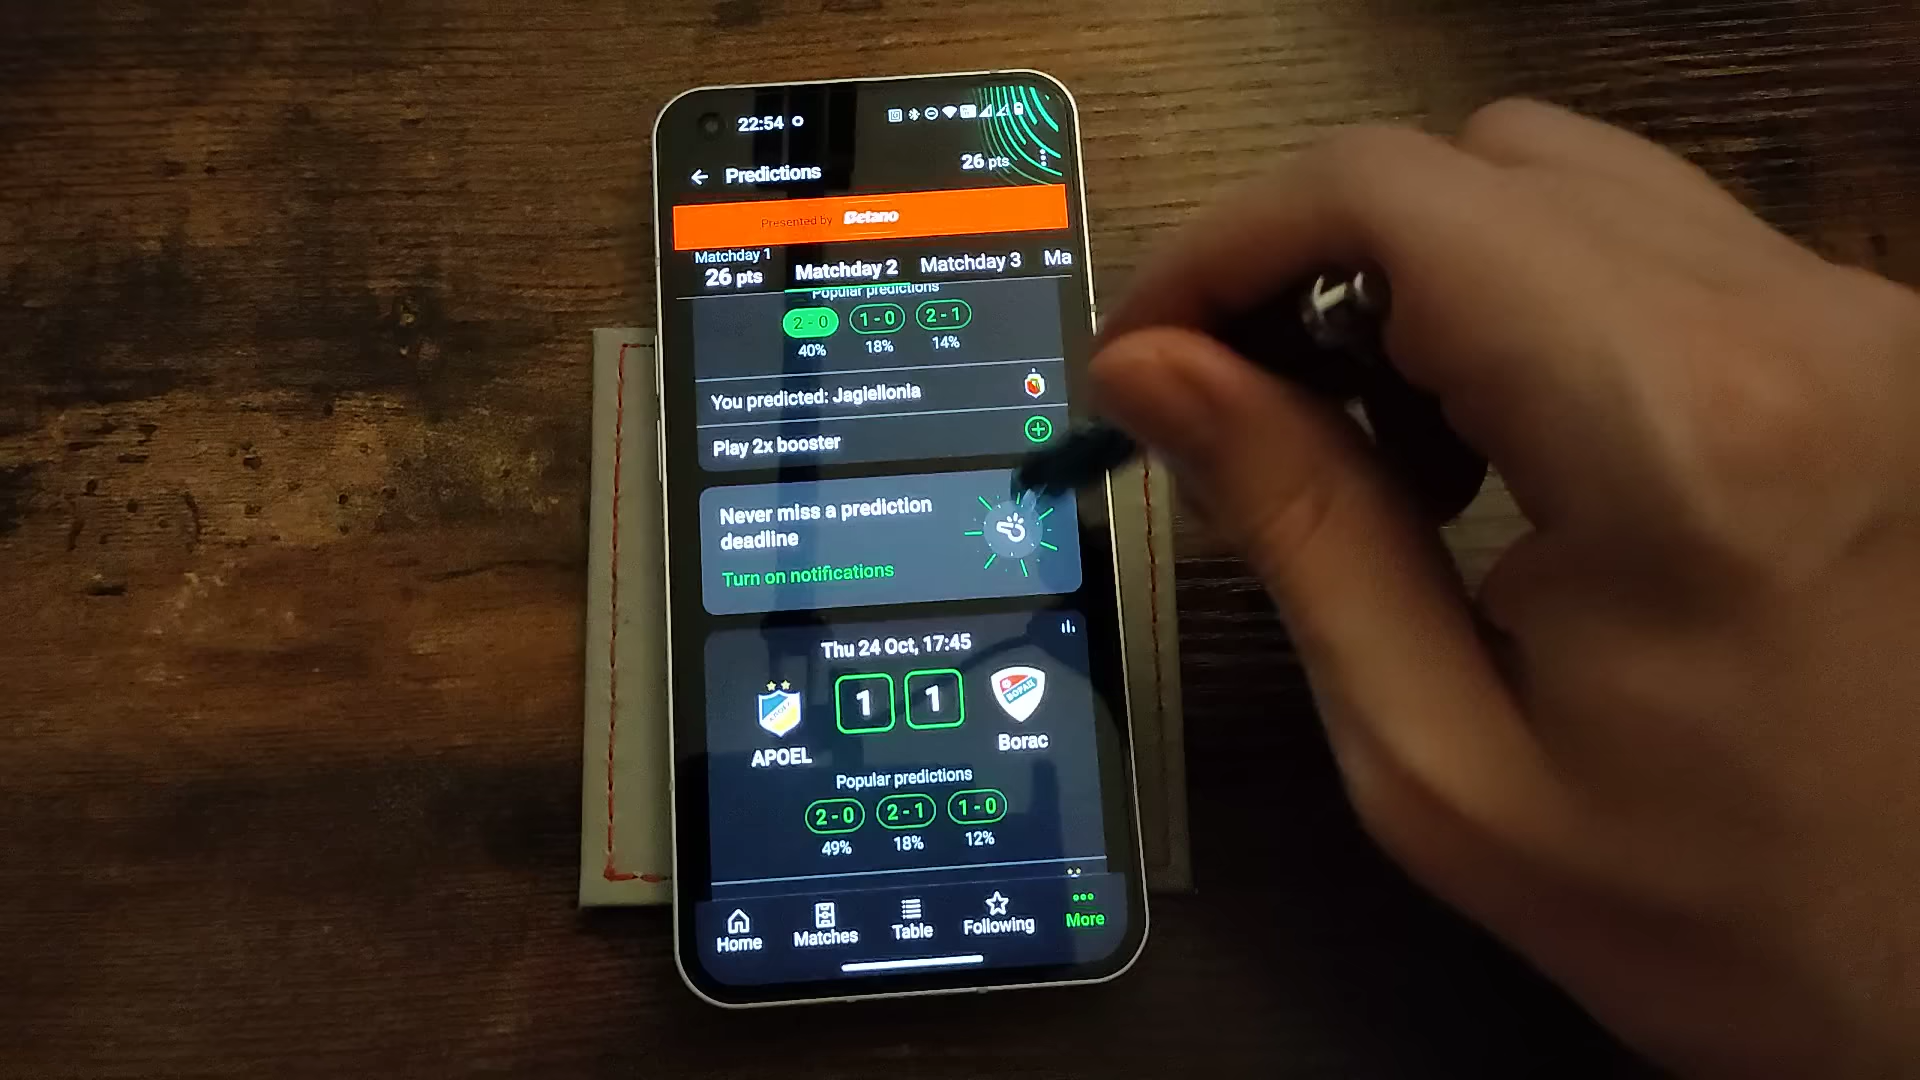 22:54
Predictions
26 pts
Presented by Betano
Matchday 1
26 pts
Matchday 2
Matchday 3
Ma
Popular predictions
2 - 0
1 - 0
2 - 1
40%
18%
14%
You predicted: Jagiellonia
Play 2x booster
Never miss a prediction
deadline
Turn on notifications
Thu 24 Oct, 17:45
1
1
APOEL
Borac
Popular predictions
2 - 0
2 - 1
1 - 0
49%
18%
12%
Home
Matches
Table
Following
More